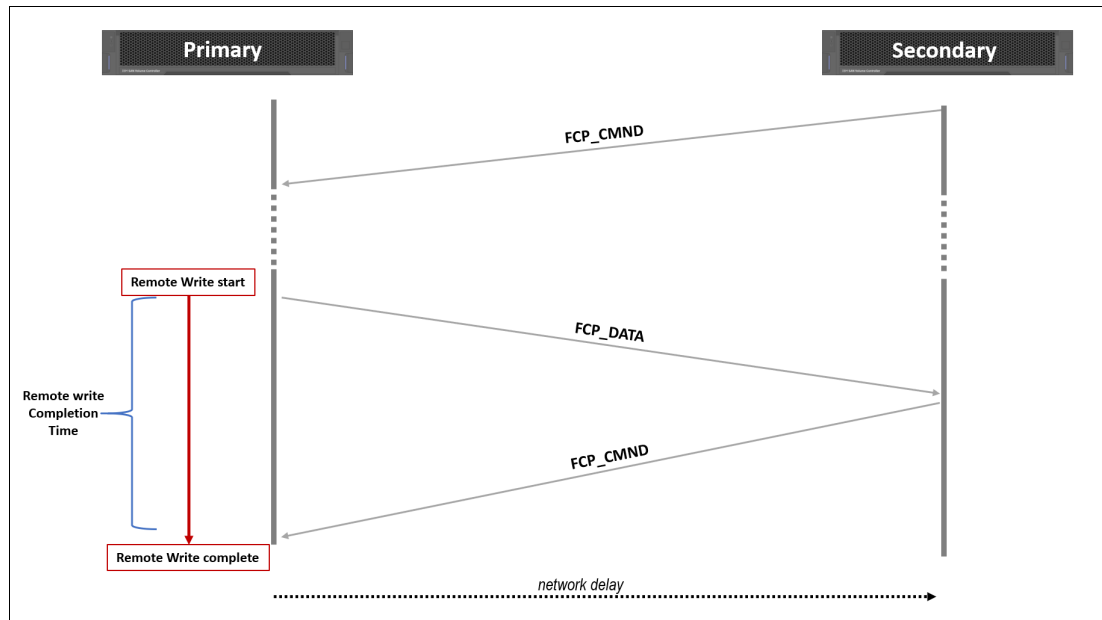 Primary
Secondary
FCP_CMND
Remote Write start
FCP_DATA
Remote write
Completion
Time
FCP_CMND
Remote Write complete
network delay